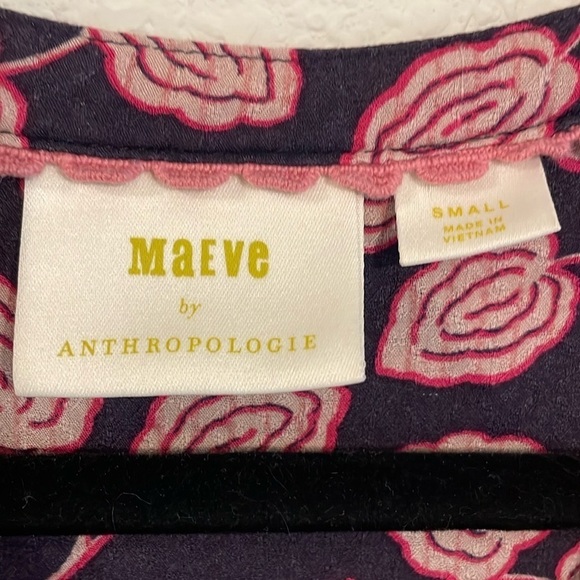 MaEVe
by
ANTHROPOLOGIE
SMALL
MADE IN
VIETNAM